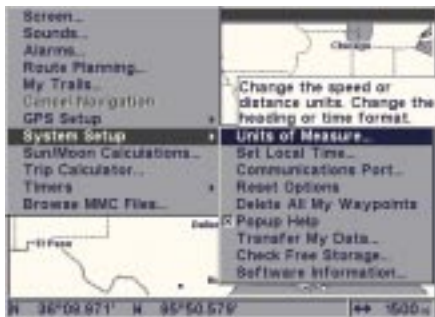 Screen...
Sounds...
Alarms...
Route Planning...
My Trails...
Cancel Navigation
GPS Setup
System Setup
Sun/Moon Calculations...
Trip Calculator...
Timers
Browse MMC Files...
Chicago
Change the speed or
distance units. Change the
heading or time format.
Units of Measure...
Set Local Time...
Communications Port...
Reset Options
Delete All My Waypoints
Popup Help
Transfer My Data...
Check Free Storage...
Software Information...
El Paso
N 36°09.971' W 95°50.579' ↔ 1500